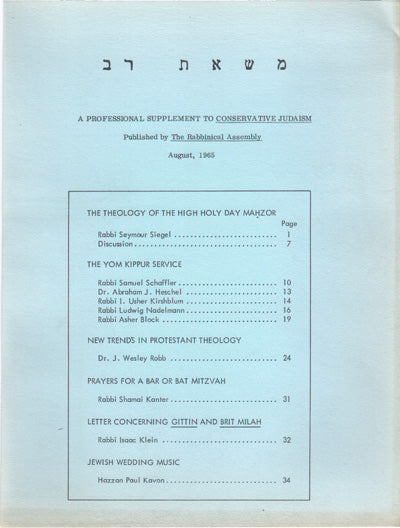 משאת רב
A PROFESSIONAL SUPPLEMENT TO CONSERVATIVE JUDAISM
Published by The Rabbinical Assembly
August, 1965
THE THEOLOGY OF THE HIGH HOLY DAY MAḤZOR
Page
Rabbi Seymour Siegel ........................ 1
Discussion ........................ 7
THE YOM KIPPUR SERVICE
Rabbi Samuel Schaffler ........................ 10
Dr. Abraham J. Heschel ........................ 13
Rabbi I. Usher Kirshblum ........................ 14
Rabbi Ludwig Nadelmann ........................ 16
Rabbi Asher Block ........................ 19
NEW TRENDS IN PROTESTANT THEOLOGY
Dr. J. Wesley Robb ........................ 24
PRAYERS FOR A BAR OR BAT MITZVAH
Rabbi Shamai Kanter ........................ 31
LETTER CONCERNING GITTIN AND BRIT MILAH
Rabbi Isaac Klein ........................ 32
JEWISH WEDDING MUSIC
Hazzan Paul Kavon ........................ 34